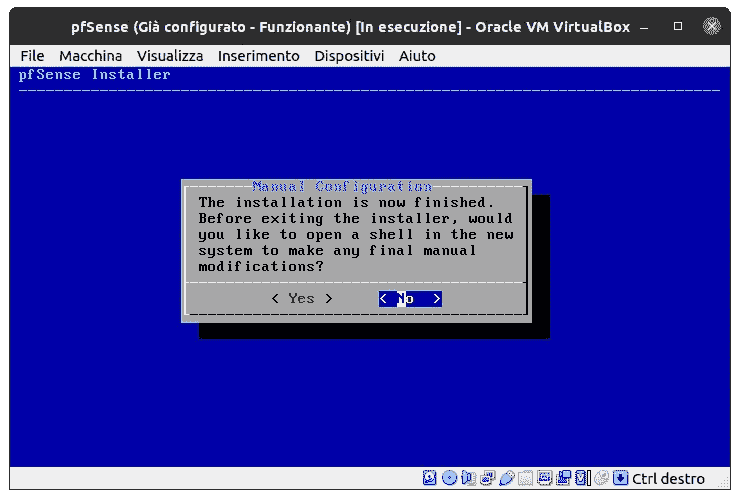 pfSense (Già configurato - Funzionante) [In esecuzione] - Oracle VM VirtualBox
File Macchina Visualizza Inserimento Dispositivi Aiuto
pfSense Installer
Manual Configuration
The installation is now finished.
Before exiting the installer, would
you like to open a shell in the new
system to make any final manual
modifications?
< Yes > < No >
Ctrl destro